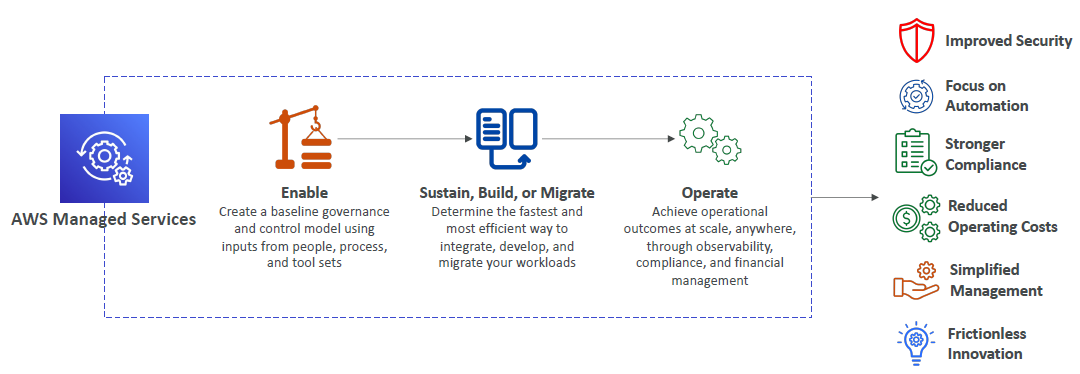 AWS Managed Services
Enable
Create a baseline governance
and control model using
inputs from people, process,
and tool sets
Sustain, Build, or Migrate
Determine the fastest and
most efficient way to
integrate, develop, and
migrate your workloads
Operate
Achieve operational
outcomes at scale, anywhere,
through observability,
compliance, and financial
management
Improved Security
Focus on
Automation
Stronger
Compliance
$
Reduced
Operating Costs
Simplified
Management
Frictionless
Innovation